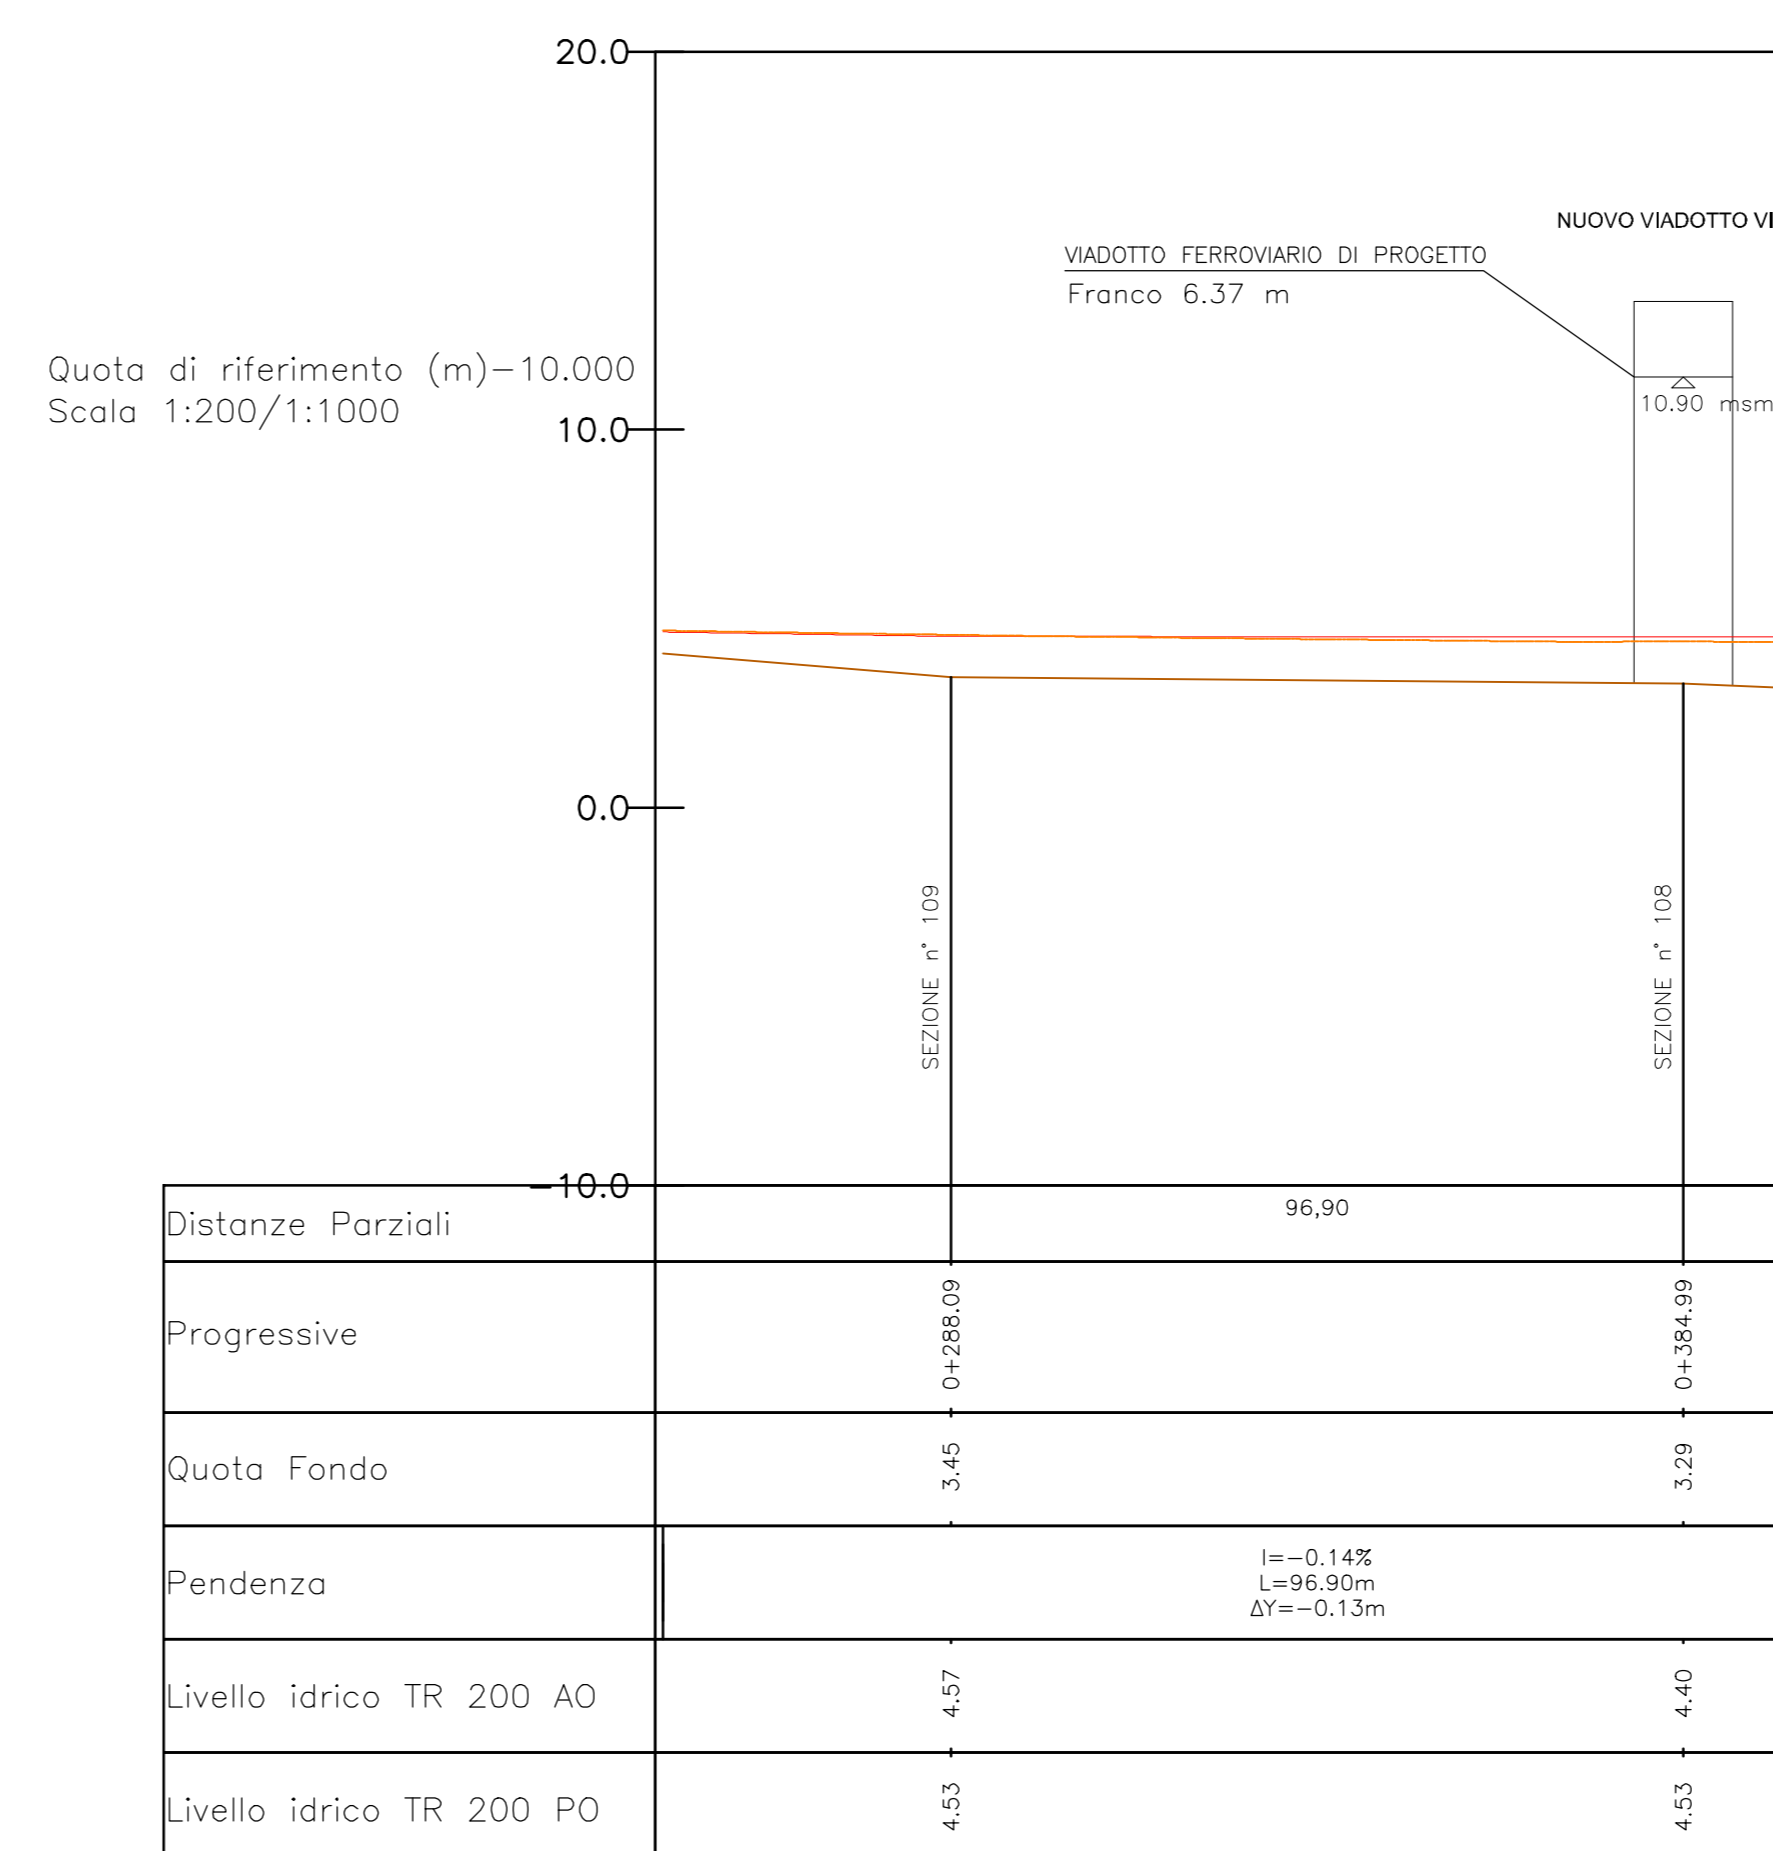 20.0
NUOVO VIADOTTO VI
VIADOTTO FERROVIARIO DI PROGETTO
Franco 6.37 m
Quota di riferimento (m)-10.000
Scala 1:200/1:1000
10.90 msm
10.0
0.0
SEZIONE n° 109
SEZIONE n° 108
-10.0
Distanze Parziali
96,90
Progressive
0+288.09
0+384.99
Quota Fondo
3.45
3.29
Pendenza
I=-0.14%
L=96.90m
ΔY=-0.13m
Livello idrico TR 200 AO
4.57
4.40
Livello idrico TR 200 PO
4.53
4.53